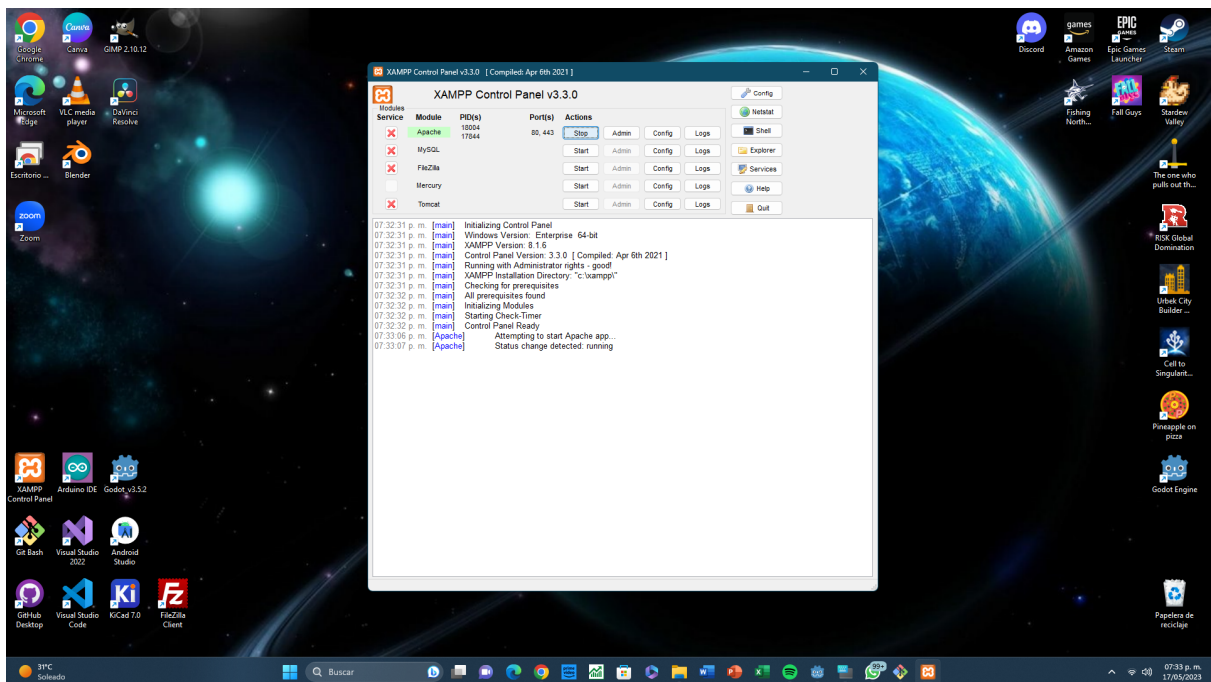 Google
Chrome
Canva
Canva
GIMP 2.10.12
Microsoft
Edge
VLC media
player
DaVinci
Resolve
Escritorio ...
Blender
zoom
Zoom
Discord
games
Amazon
Games
EPIC
GAMES
Epic Games
Launcher
Steam
Fishing
North...
FALL
Fall Guys
Stardew
Valley
The one who
pulls out th...
RISK Global
Domination
Urbek City
Builder ...
Cell to
Singularit...
Pineapple on
pizza
Godot Engine
XAMPP Control Panel v3.3.0 [ Compiled: Apr 6th 2021 ]
XAMPP Control Panel v3.3.0
Config
Netstat
Shell
Explorer
Services
Help
Quit
Modules
Service Module PID(s) Port(s) Actions
Apache 18004 17844 80, 443 Stop Admin Config Logs
MySQL Start Admin Config Logs
FileZilla Start Admin Config Logs
Mercury Start Admin Config Logs
Tomcat Start Admin Config Logs
07:32:31 p. m. [main] Initializing Control Panel
07:32:31 p. m. [main] Windows Version: Enterprise 64-bit
07:32:31 p. m. [main] XAMPP Version: 8.1.6
07:32:31 p. m. [main] Control Panel Version: 3.3.0 [ Compiled: Apr 6th 2021 ]
07:32:31 p. m. [main] Running with Administrator rights - good!
07:32:31 p. m. [main] XAMPP Installation Directory: "c:\xampp\"
07:32:31 p. m. [main] Checking for prerequisites
07:32:32 p. m. [main] All prerequisites found
07:32:32 p. m. [main] Initializing Modules
07:32:32 p. m. [main] Starting Check-Timer
07:32:32 p. m. [main] Control Panel Ready
07:33:06 p. m. [Apache] Attempting to start Apache app...
07:33:07 p. m. [Apache] Status change detected: running
XAMPP
Control Panel
Arduino IDE
Godot_v3.5.2
Git Bash
Visual Studio
2022
Android
Studio
GitHub
Desktop
Visual Studio
Code
Ki
KiCad 7.0
Fz
FileZilla
Client
Papelera de
reciclaje
31°C
Soleado
Buscar
99+
07:33 p. m.
17/05/2023